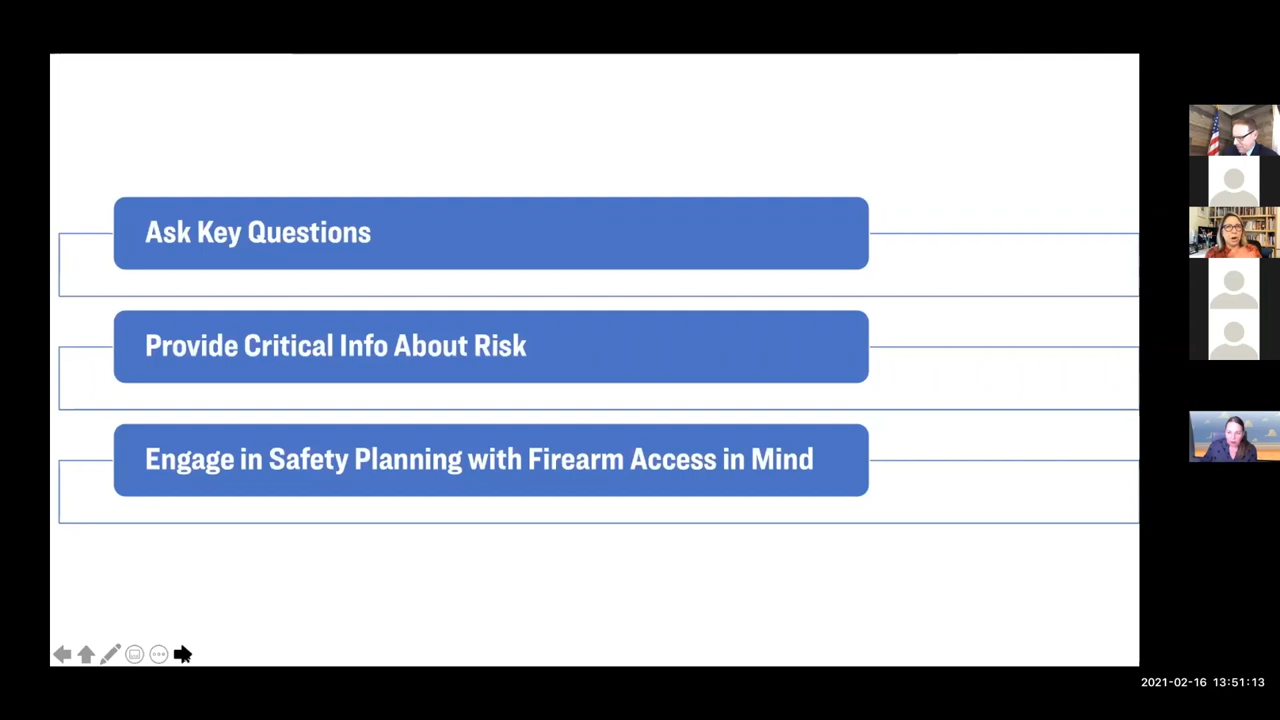 Ask Key Questions
Provide Critical Info About Risk
Engage in Safety Planning with Firearm Access in Mind
2021-02-16 13:51:13